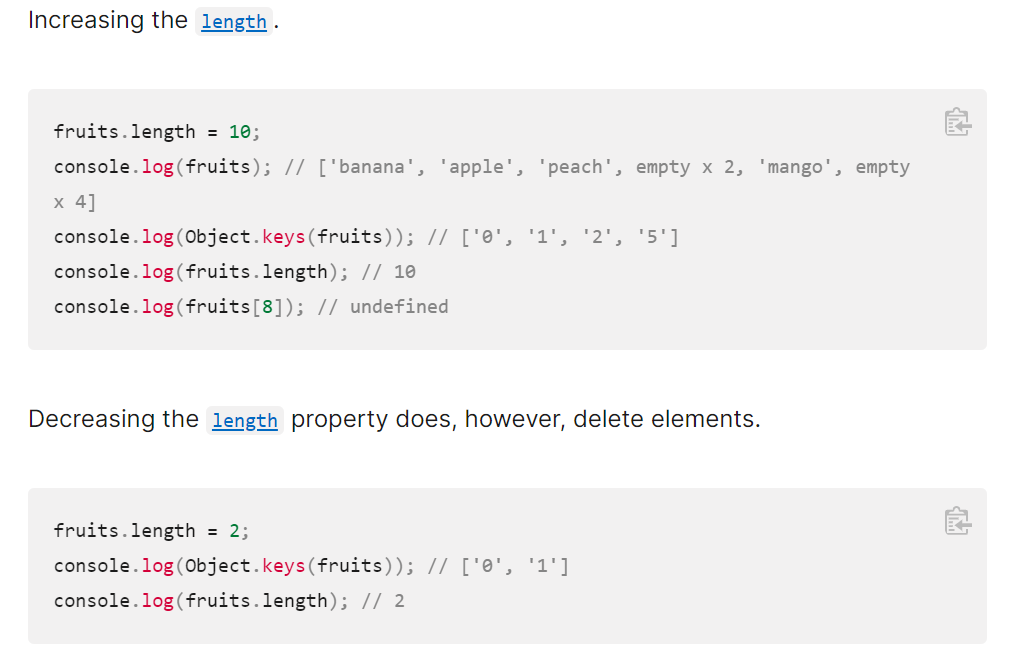 Increasing the length.
fruits.length = 10;
console.log(fruits); // ['banana', 'apple', 'peach', empty x 2, 'mango', empty
x 4]
console.log(Object.keys(fruits)); // ['0', '1', '2', '5']
console.log(fruits.length); // 10
console.log(fruits[8]); // undefined
Decreasing the length property does, however, delete elements.
fruits.length = 2;
console.log(Object.keys(fruits)); // ['0', '1']
console.log(fruits.length); // 2